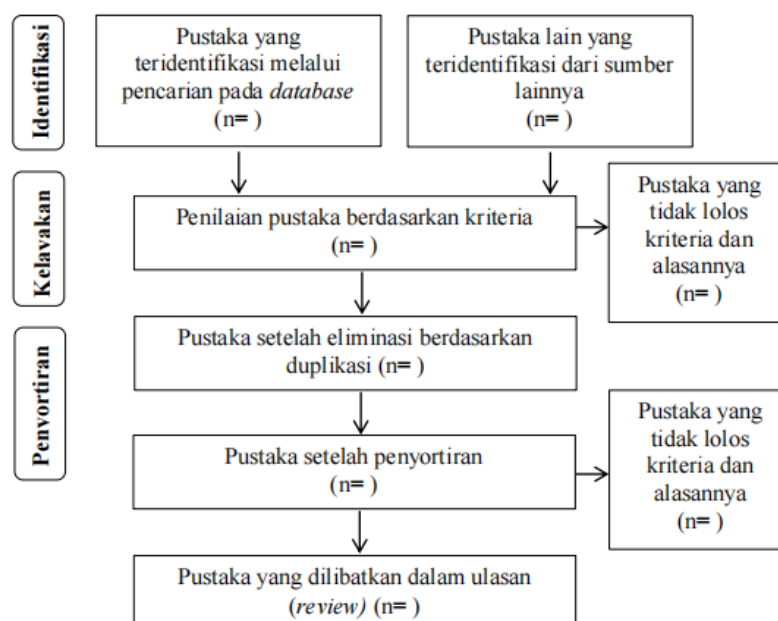 Identifikasi
Pustaka yang
teridentifikasi melalui
pencarian pada database
(n= )
Pustaka lain yang
teridentifikasi dari sumber
lainnya
(n= )
Kelavakan
Penilaian pustaka berdasarkan kriteria
(n= )
Pustaka yang
tidak lolos
kriteria dan
alasannya
(n= )
Penvortiran
Pustaka setelah eliminasi berdasarkan
duplikasi (n= )
Pustaka setelah penyortiran
(n= )
Pustaka yang
tidak lolos
kriteria dan
alasannya
(n= )
Pustaka yang dilibatkan dalam ulasan
(review) (n= )